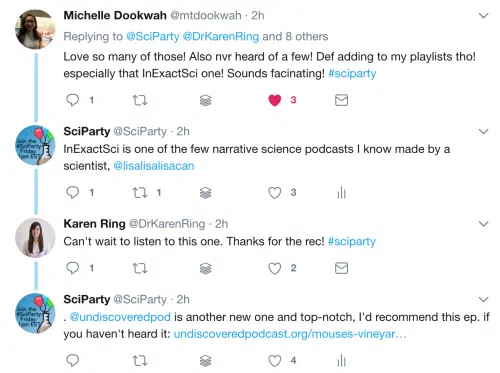 Michelle Dookwah @mtdookwah · 2h
Replying to @SciParty @DrKarenRing and 8 others
Love so many of those! Also nvr heard of a few! Def adding to my playlists tho!
especially that InExactSci one! Sounds facinating! #sciparty
1 3
SciParty @SciParty · 2h
InExactSci is one of the few narrative science podcasts I know made by a
scientist, @lisalisalisacan
1 1 3
Karen Ring @DrKarenRing · 2h
Can't wait to listen to this one. Thanks for the rec! #sciparty
1 2
SciParty @SciParty · 2h
. @undiscoveredpod is another new one and top-notch, I'd recommend this ep. if
you haven't heard it: undiscoveredpodcast.org/mouses-vineyar…
4